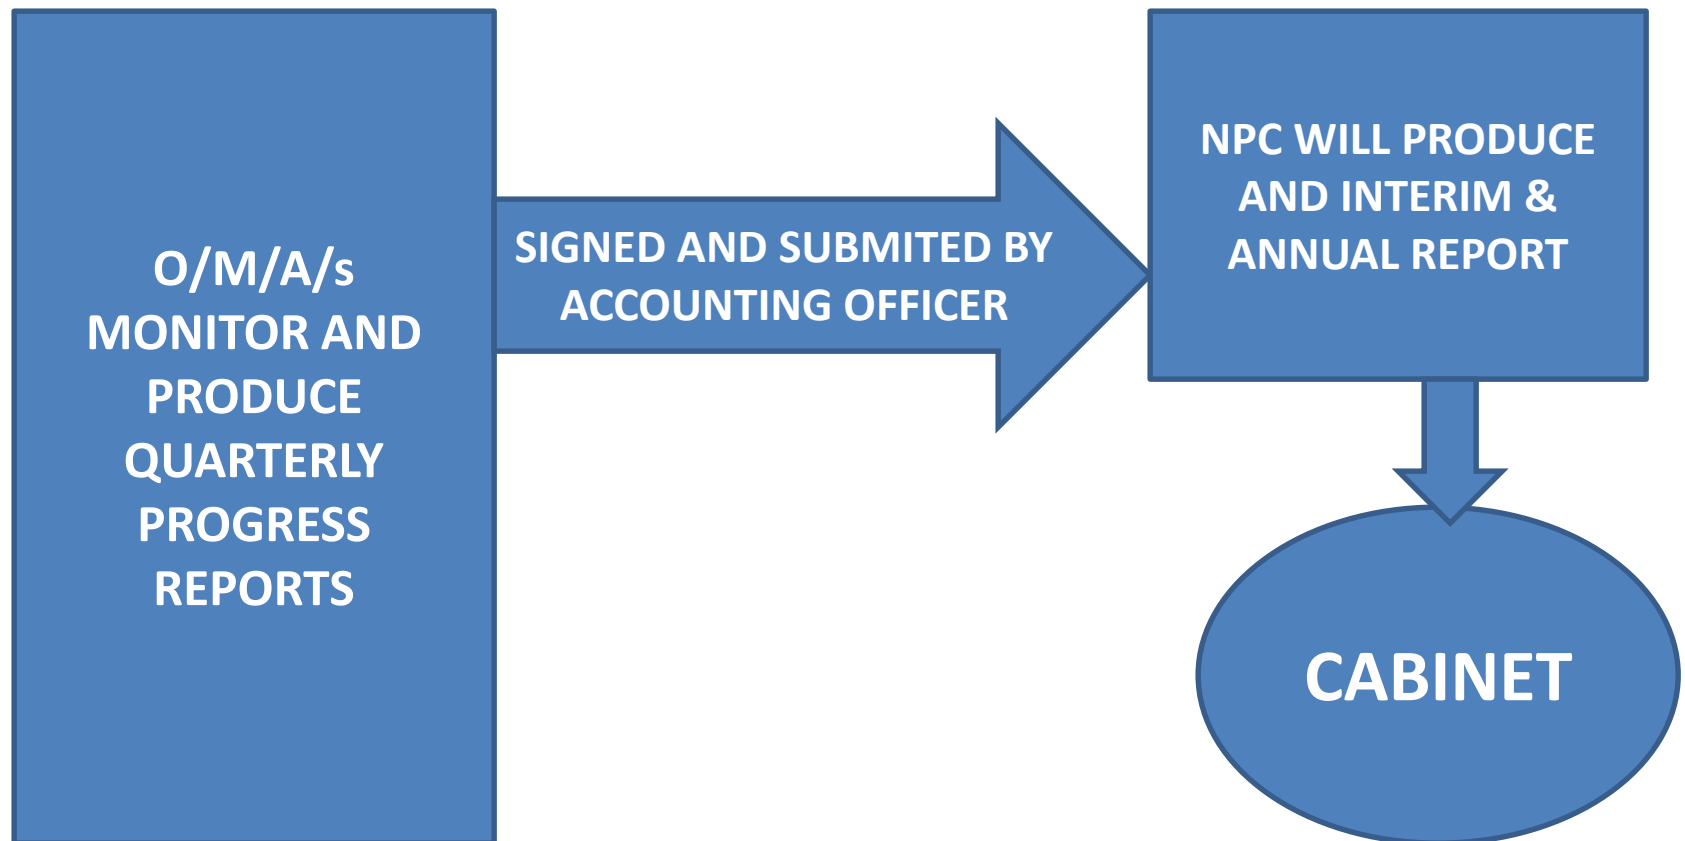 O/M/A/s
MONITOR AND
PRODUCE
QUARTERLY
PROGRESS
REPORTS
SIGNED AND SUBMITED BY
ACCOUNTING OFFICER
NPC WILL PRODUCE
AND INTERIM &
ANNUAL REPORT
CABINET